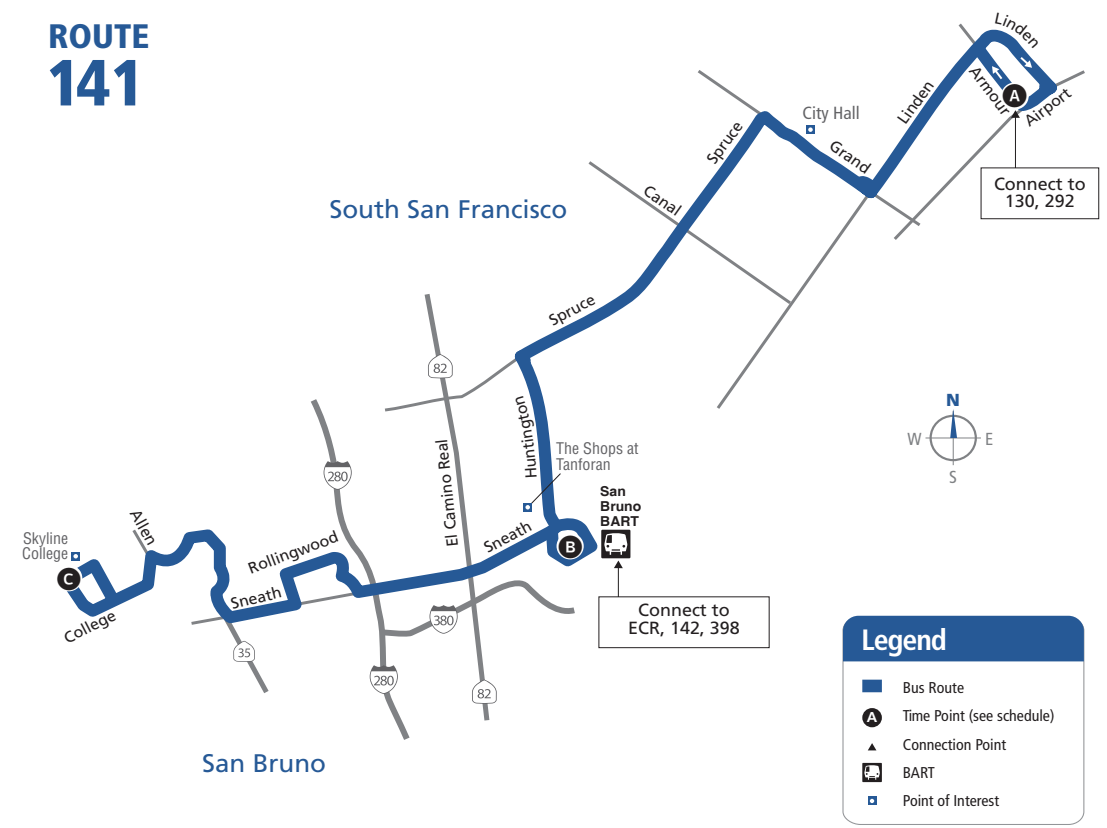 ROUTE
141
Linden
Armour
A
Airport
Connect to
130, 292
Linden
City Hall
Grand
Spruce
Canal
South San Francisco
Spruce
82
Huntington
N
W
E
S
The Shops at
Tanforan
El Camino Real
280
San
Bruno
BART
Sneath
B
Allen
Skyline
College
Rollingwood
C
Sneath
College
Connect to
ECR, 142, 398
380
35
280
82
San Bruno
Legend
Bus Route
A
Time Point (see schedule)
Connection Point
BART
Point of Interest